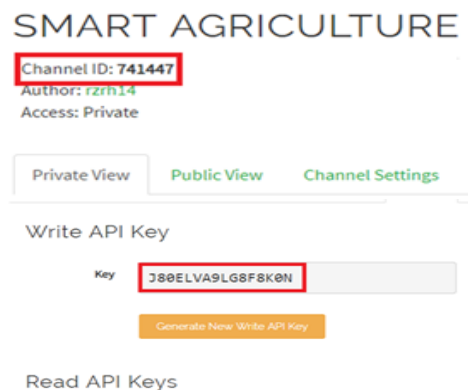 SMART AGRICULTURE
Channel ID: 741447
Author: rzrh14
Access: Private
Private View Public View Channel Settings
Write API Key
Key J80ELVA9LG8F8K0N
Generate New Write API Key
Read API Keys